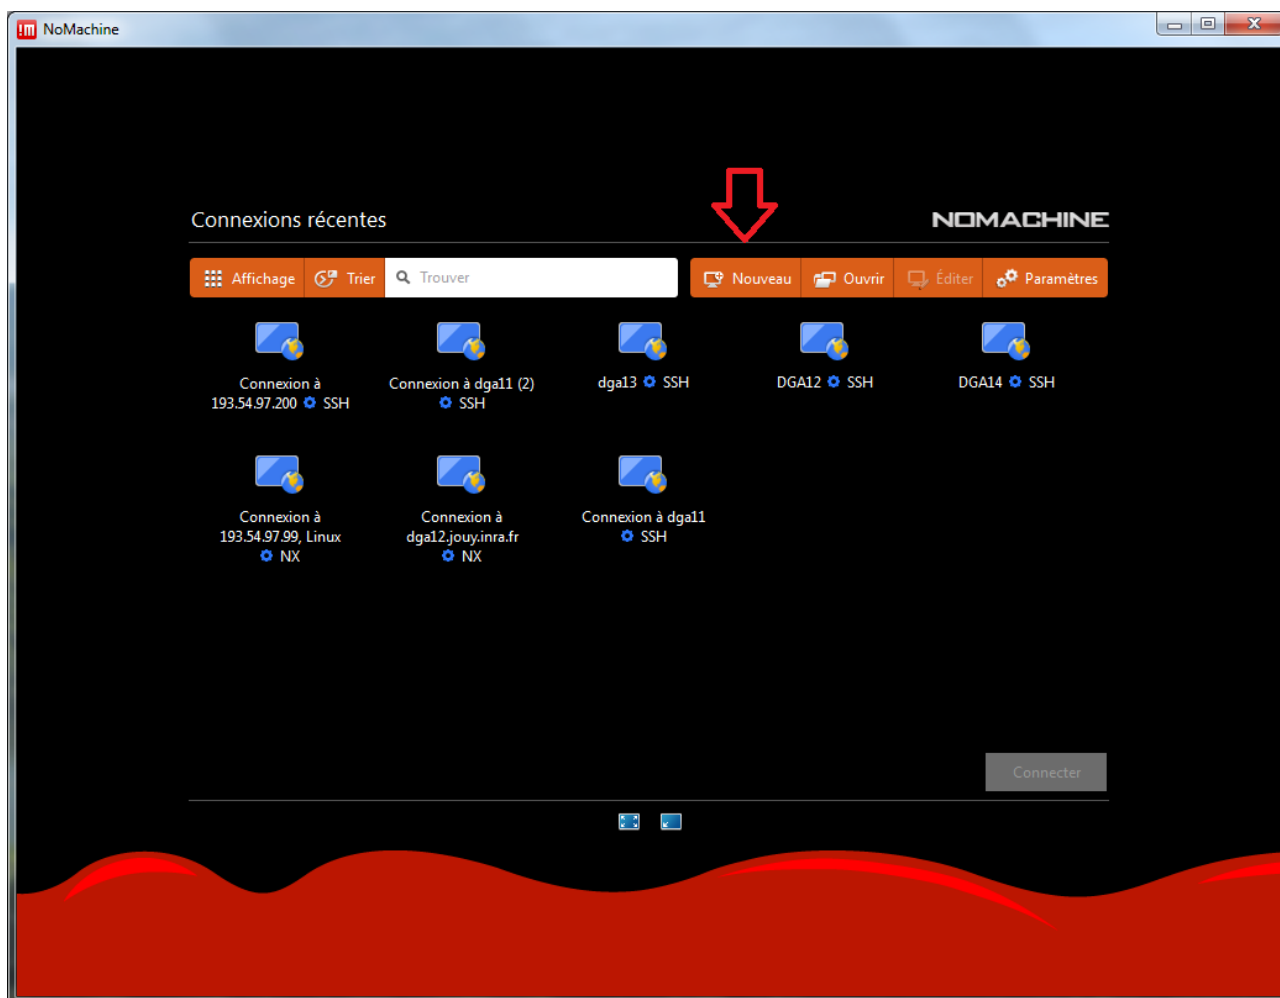 !m NoMachine
Connexions récentes
NOMACHINE
Affichage
Trier
Trouver
Nouveau
Ouvrir
Éditer
Paramètres
Connexion à
193.54.97.200 SSH
Connexion à dga11 (2)
SSH
dga13 SSH
DGA12 SSH
DGA14 SSH
Connexion à
193.54.97.99, Linux
NX
Connexion à
dga12.jouy.inra.fr
NX
Connexion à dga11
SSH
Connecter